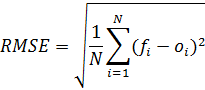 RMSE = √(1/N ∑_{i=1}^{N} (f_i − o_i)²)